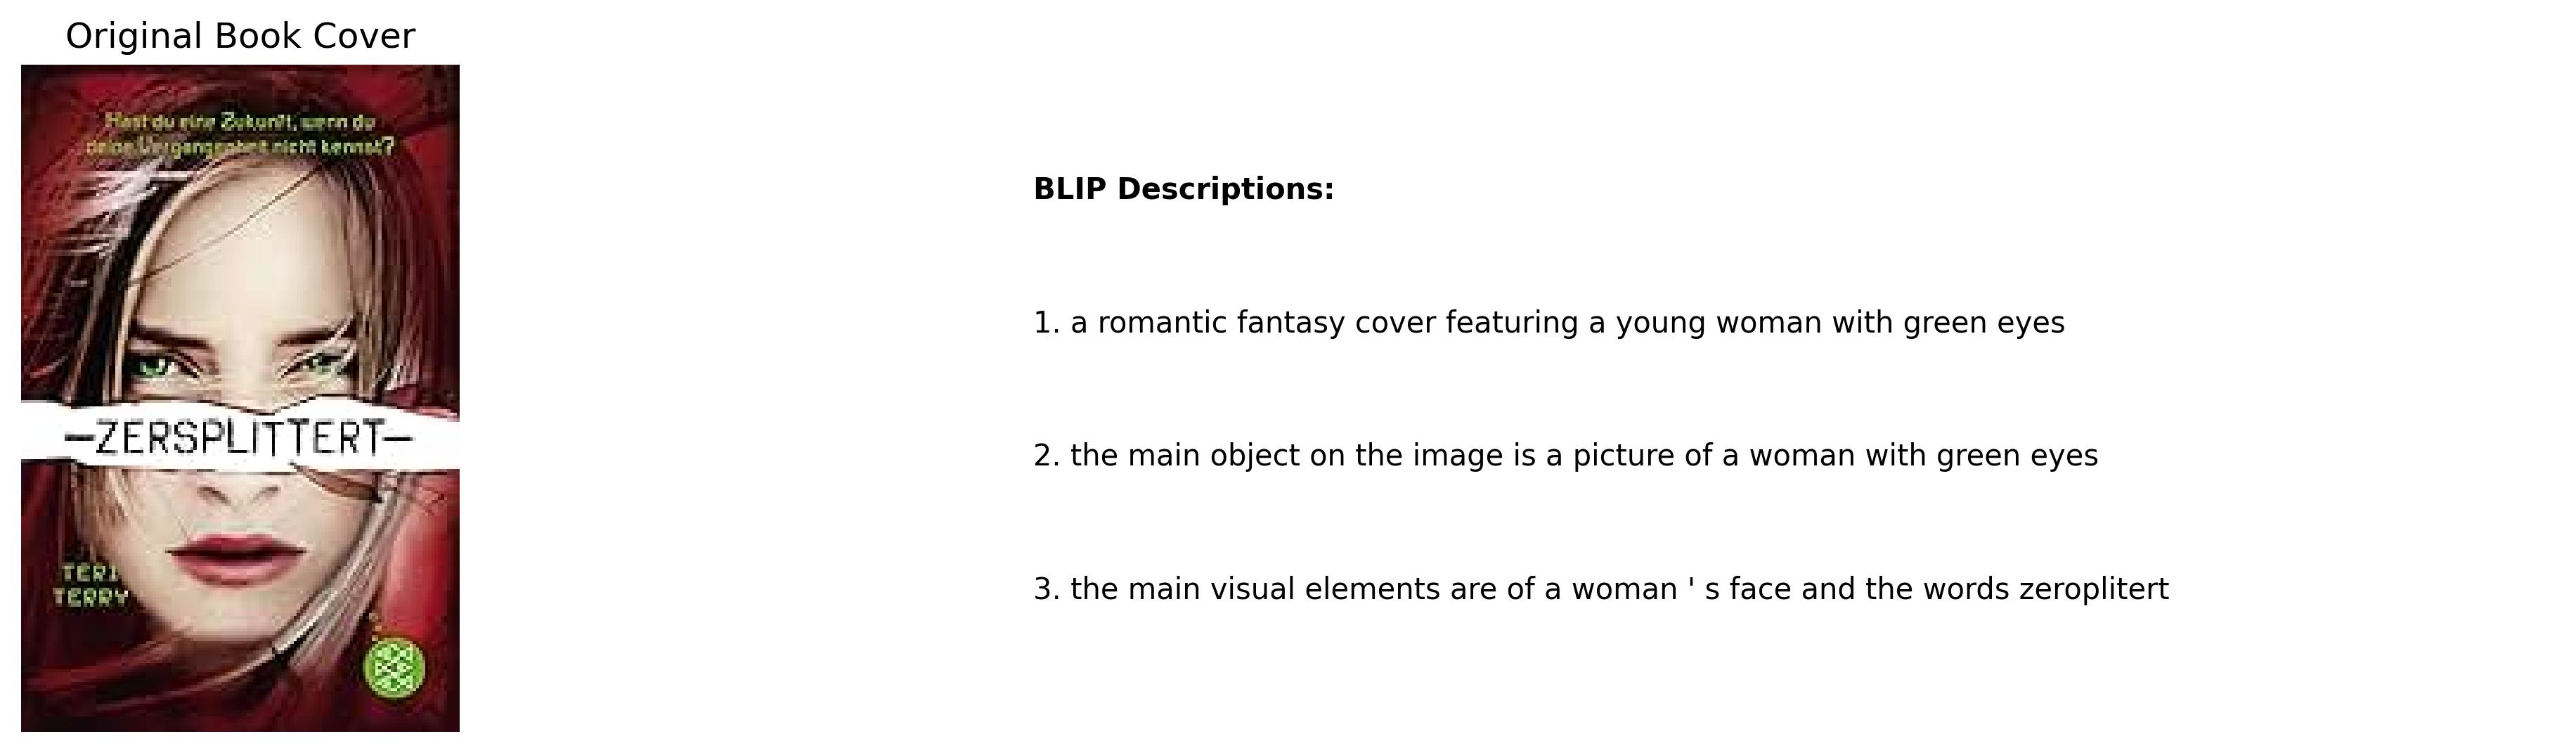 Original Book Cover
Hast du eine Zukunft, wenn du
deine Vergangenheit nicht kennst?
—ZERSPLITTERT—
TERI
TERRY
BLIP Descriptions:
1. a romantic fantasy cover featuring a young woman with green eyes
2. the main object on the image is a picture of a woman with green eyes
3. the main visual elements are of a woman ' s face and the words zeroplitert